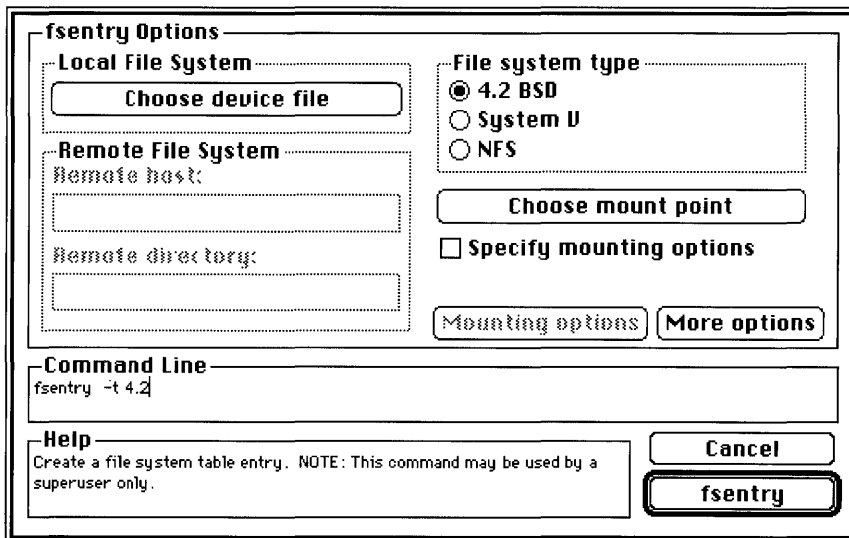 fsentry Options
Local File System
Choose device file
Remote File System
Remote host:
Remote directory:
File system type
4.2 BSD
System V
NFS
Choose mount point
Specify mounting options
Mounting options
More options
Command Line
fsentry -t 4.2
Help
Create a file system table entry. NOTE: This command may be used by a
superuser only.
Cancel
fsentry